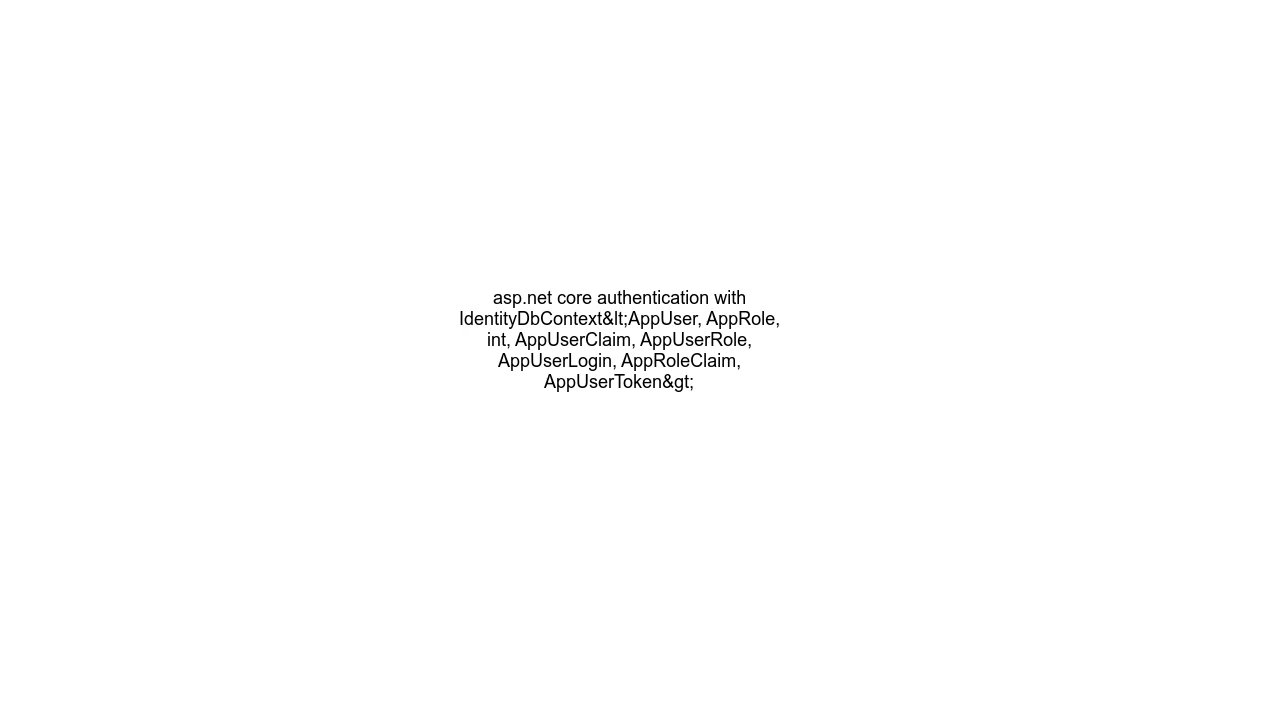 asp.net core authentication with
IdentityDbContext&lt;AppUser, AppRole,
int, AppUserClaim, AppUserRole,
AppUserLogin, AppRoleClaim,
AppUserToken&gt;